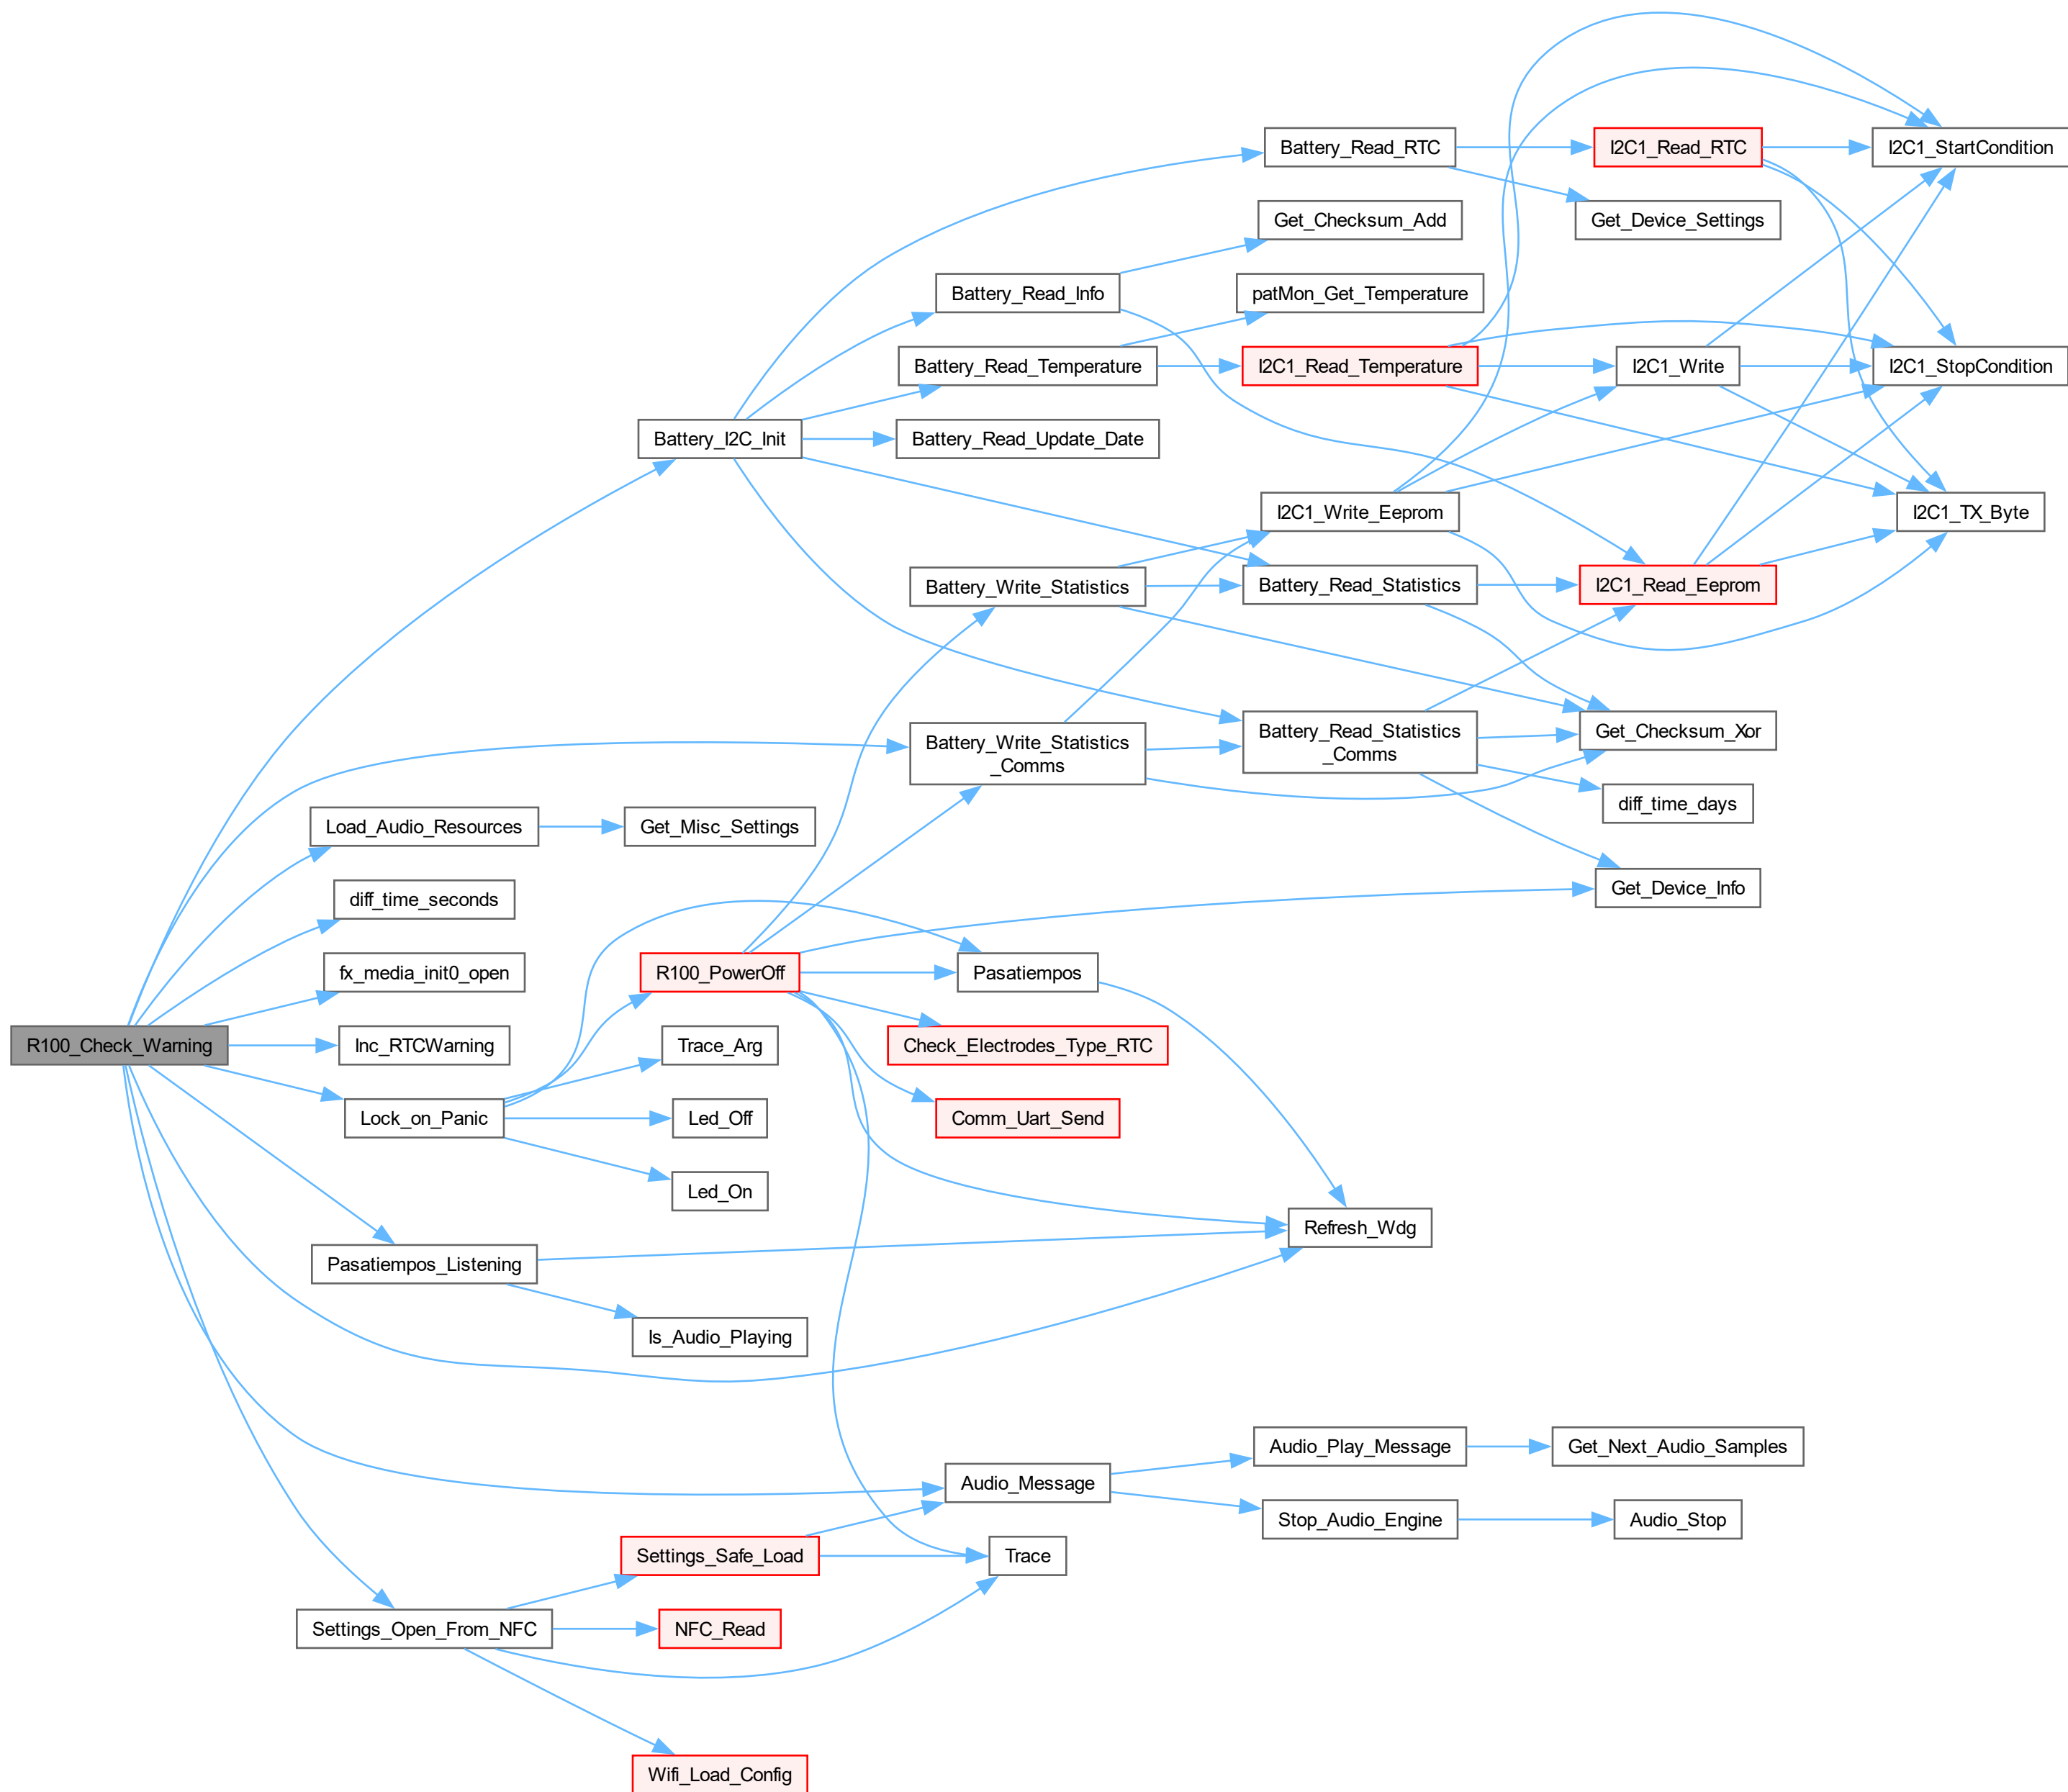 Battery_Read_RTC
I2C1_Read_RTC
I2C1_StartCondition
Get_Checksum_Add
Get_Device_Settings
Battery_Read_Info
patMon_Get_Temperature
Battery_Read_Temperature
I2C1_Read_Temperature
I2C1_Write
I2C1_StopCondition
Battery_I2C_Init
Battery_Read_Update_Date
I2C1_Write_Eeprom
I2C1_TX_Byte
Battery_Write_Statistics
Battery_Read_Statistics
I2C1_Read_Eeprom
Battery_Write_Statistics
_Comms
Battery_Read_Statistics
_Comms
Get_Checksum_Xor
diff_time_days
Load_Audio_Resources
Get_Misc_Settings
diff_time_seconds
Get_Device_Info
fx_media_init0_open
R100_PowerOff
Pasatiempos
R100_Check_Warning
Inc_RTCWarning
Trace_Arg
Check_Electrodes_Type_RTC
Lock_on_Panic
Led_Off
Comm_Uart_Send
Led_On
Refresh_Wdg
Pasatiempos_Listening
Is_Audio_Playing
Audio_Play_Message
Get_Next_Audio_Samples
Audio_Message
Stop_Audio_Engine
Audio_Stop
Settings_Safe_Load
Trace
Settings_Open_From_NFC
NFC_Read
Wifi_Load_Config